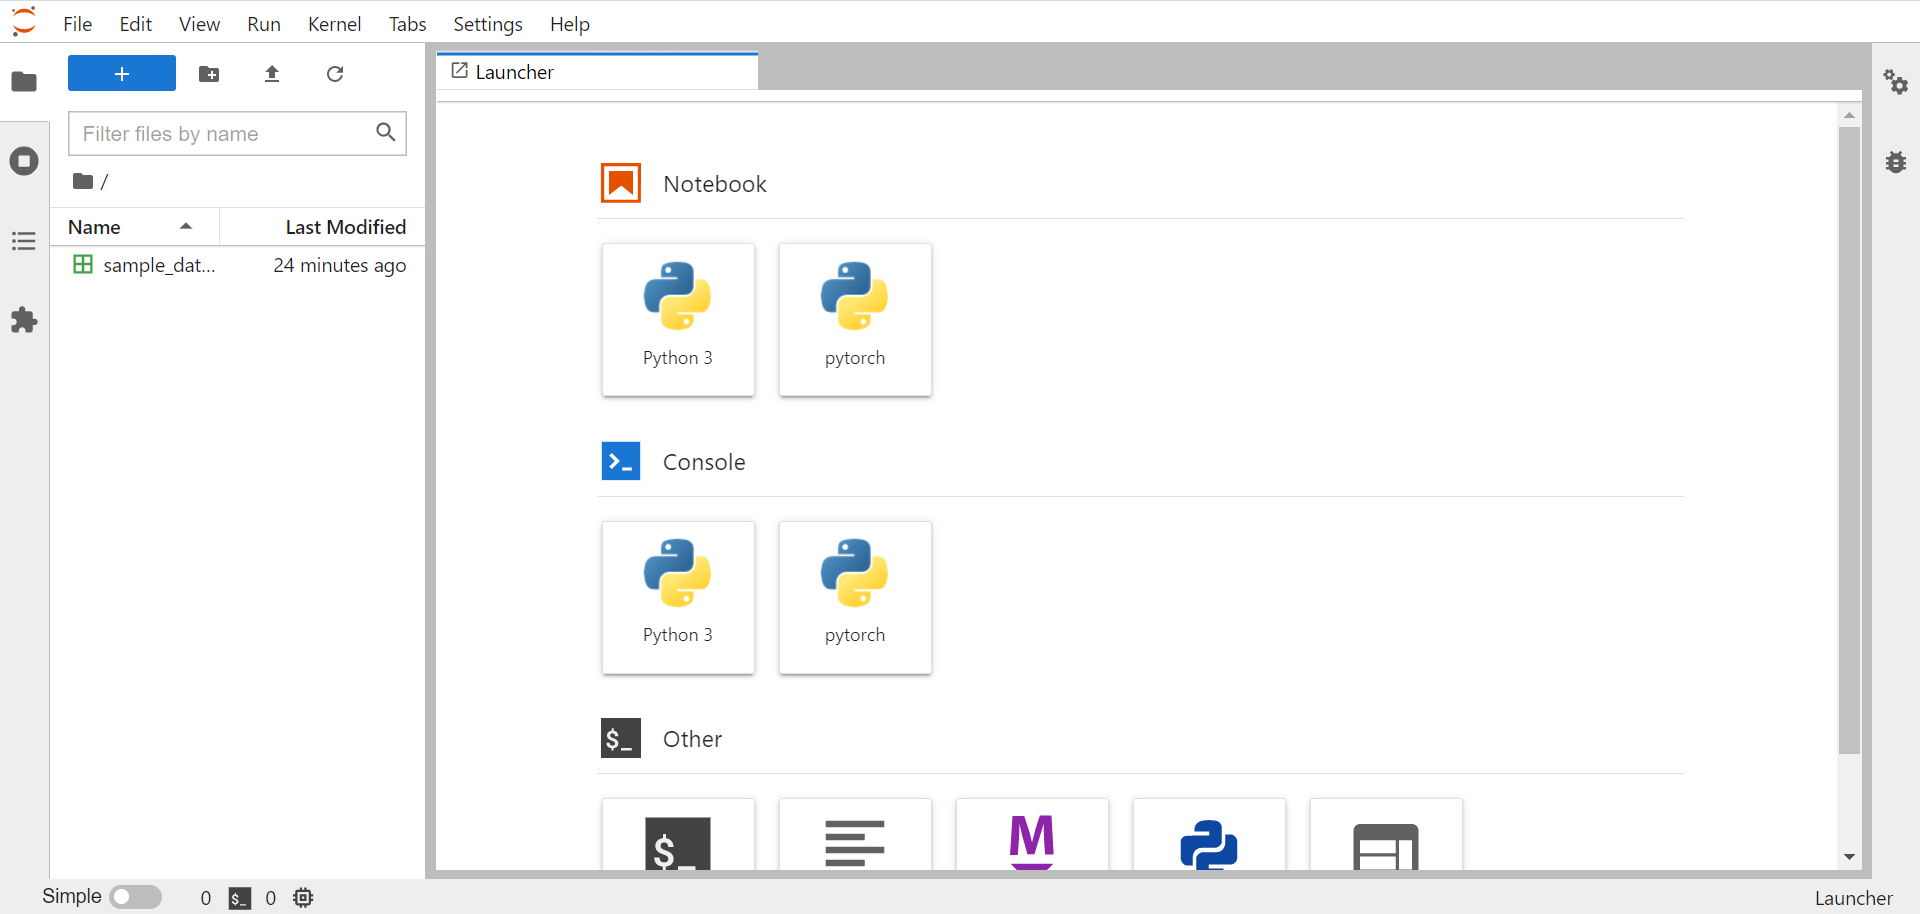 File Edit View Run Kernel Tabs Settings Help
Launcher
Filter files by name
/
Name Last Modified
sample_dat... 24 minutes ago
Notebook
Python 3 pytorch
Console
Python 3 pytorch
$_ Other
$_ M
Simple 0 $_ 0 Launcher